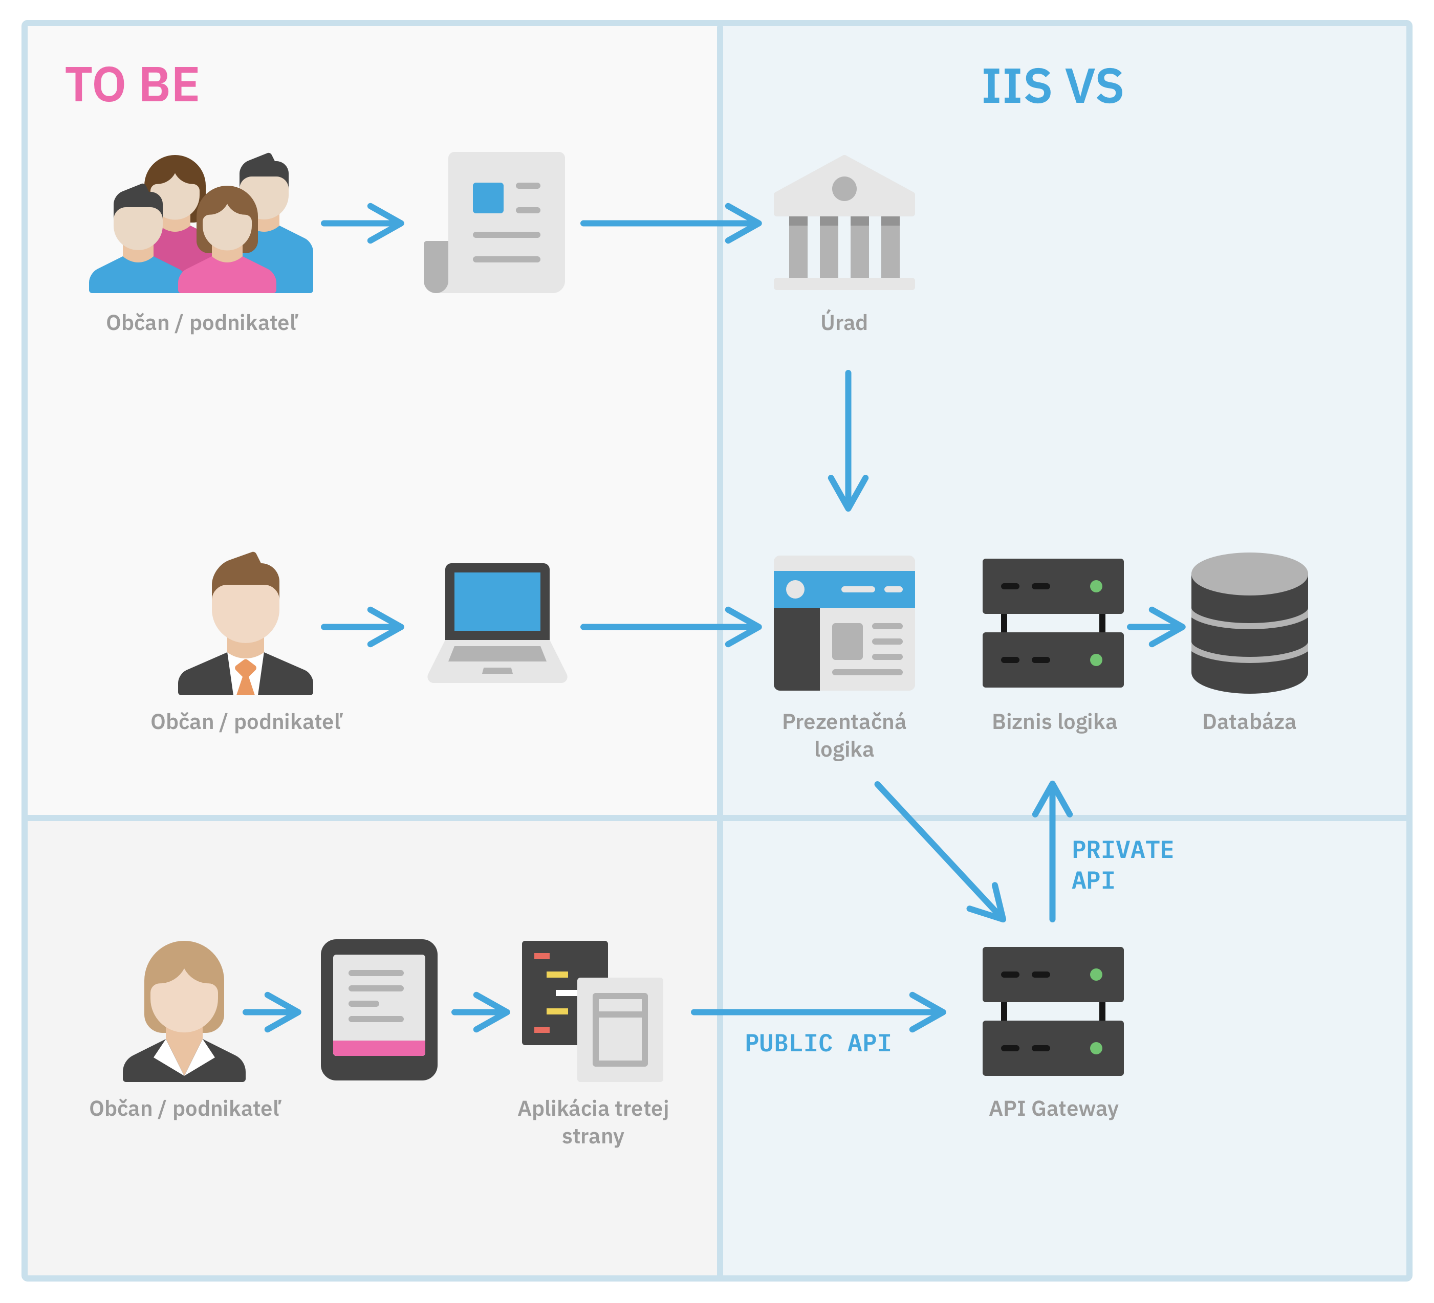 TO BE
IIS VS
Občan / podnikateľ
Úrad
Občan / podnikateľ
Prezentačná
logika
Biznis logika
Databáza
PRIVATE
API
PUBLIC API
Občan / podnikateľ
Aplikácia tretej
strany
API Gateway